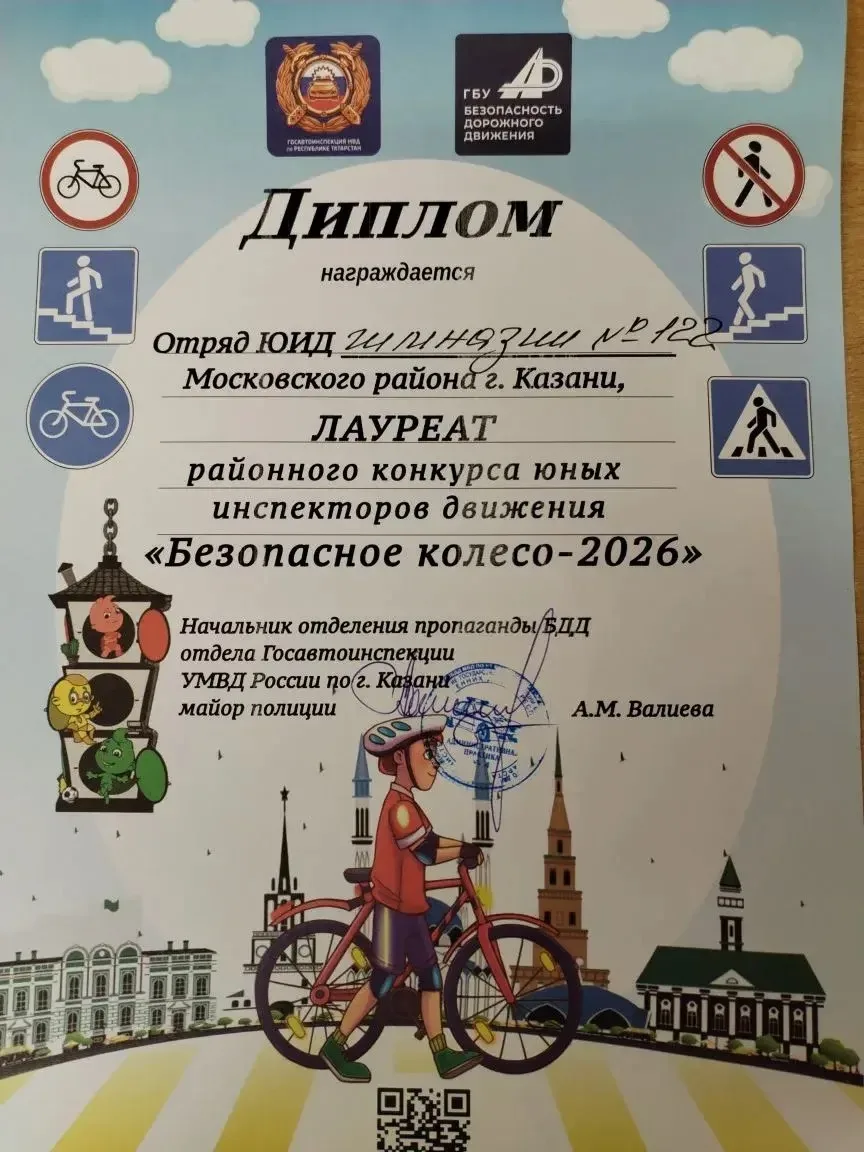 ГОСАВТОИНСПЕКЦИЯ МВД
по РЕСПУБЛИКЕ ТАТАРСТАН
ГБУ
БЕЗОПАСНОСТЬ
ДОРОЖНОГО
ДВИЖЕНИЯ
Диплом
награждается
Отряд ЮИД гимназии № 122
Московского района г. Казани,
ЛАУРЕАТ
районного конкурса юных
инспекторов движения
«Безопасное колесо-2026»
Начальник отделения пропаганды БДД
отдела Госавтоинспекции
УМВД России по г. Казани
майор полиции А.М. Валиева